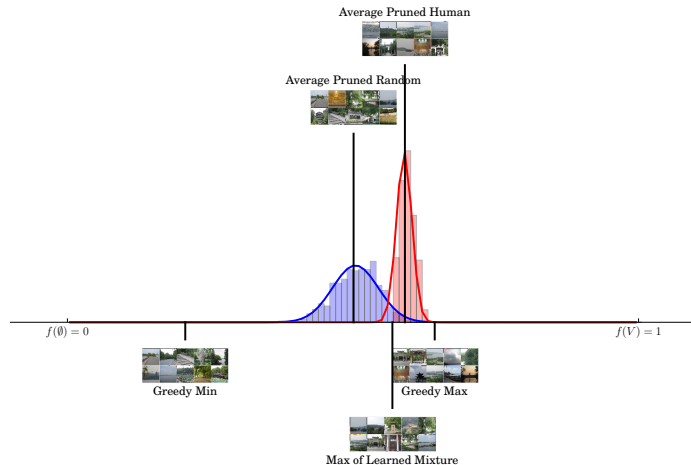 Average Pruned Human
Average Pruned Random
f(∅) = 0
f(V) = 1
Greedy Min
Greedy Max
Max of Learned Mixture